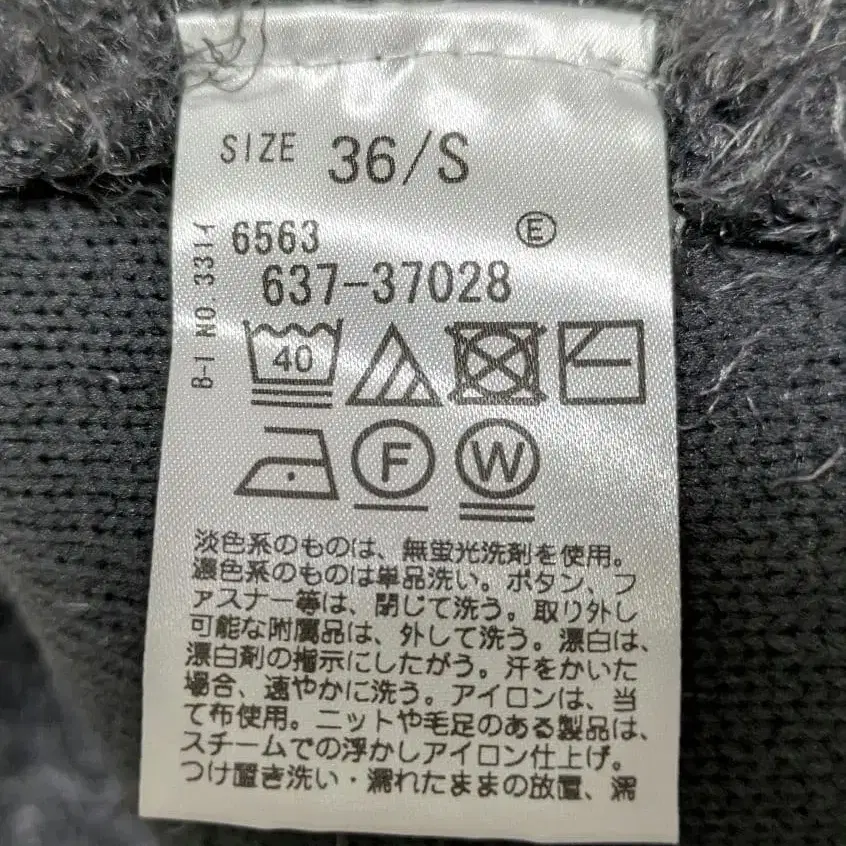 SIZE 36/S
6563 E
637-37028
B-1 NO.331イ
40
F W
淡色系のものは、無蛍光洗剤を使用。
濃色系のものは単品洗い。ボタン、フ
ァスナー等は、閉じて洗う。取り外し
可能な附属品は、外して洗う。漂白は、
漂白剤の指示にしたがう。汗をかいた
場合、速やかに洗う。アイロンは、当
て布使用。ニットや毛足のある製品は、
スチームでの浮かしアイロン仕上げ。
つけ置き洗い・濡れたままの放置、濡